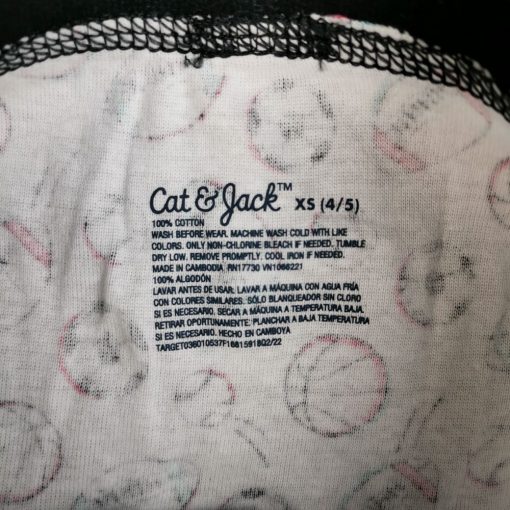 Cat & Jack™ XS (4/5)
100% COTTON
WASH BEFORE WEAR. MACHINE WASH COLD WITH LIKE
COLORS. ONLY NON-CHLORINE BLEACH IF NEEDED. TUMBLE
DRY LOW. REMOVE PROMPTLY. COOL IRON IF NEEDED.
MADE IN CAMBODIA RN17730 VN1066221
100% ALGODÓN
LAVAR ANTES DE USAR. LAVAR A MÁQUINA CON AGUA FRÍA
CON COLORES SIMILARES. SÓLO BLANQUEADOR SIN CLORO
SI ES NECESARIO. SECAR A MÁQUINA A TEMPERATURA BAJA.
RETIRAR OPORTUNAMENTE. PLANCHAR A BAJA TEMPERATURA
SI ES NECESARIO. HECHO EN CAMBOYA
TARGET036010537F16815918Q2/22